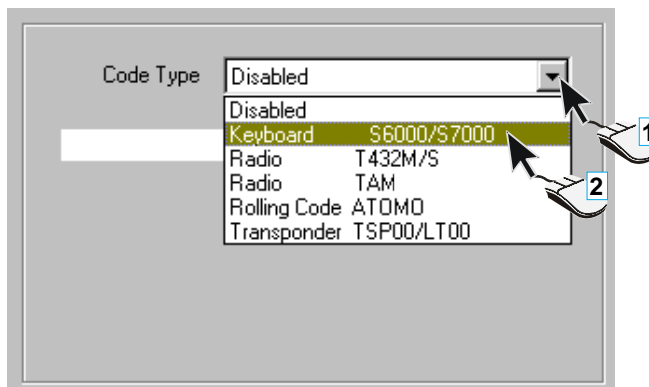 Code Type Disabled
Disabled
Keyboard S6000/S7000
Radio T432M/S
Radio TAM
Rolling Code ATOMO
Transponder TSP00/LT00
1
2